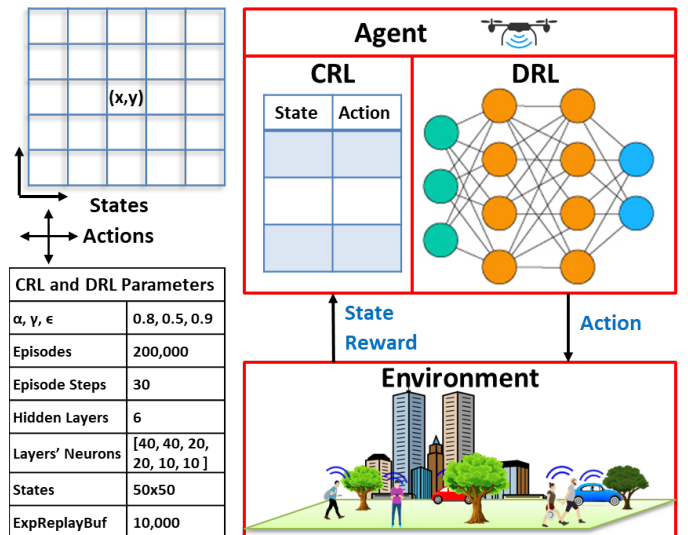 (x,y)
States
Actions
CRL and DRL Parameters
α, γ, ϵ 0.8, 0.5, 0.9
Episodes 200,000
Episode Steps 30
Hidden Layers 6
Layers' Neurons [40, 40, 20,
20, 10, 10 ]
States 50x50
ExpReplayBuf 10,000
Agent
CRL
State Action
DRL
State
Reward
Action
Environment